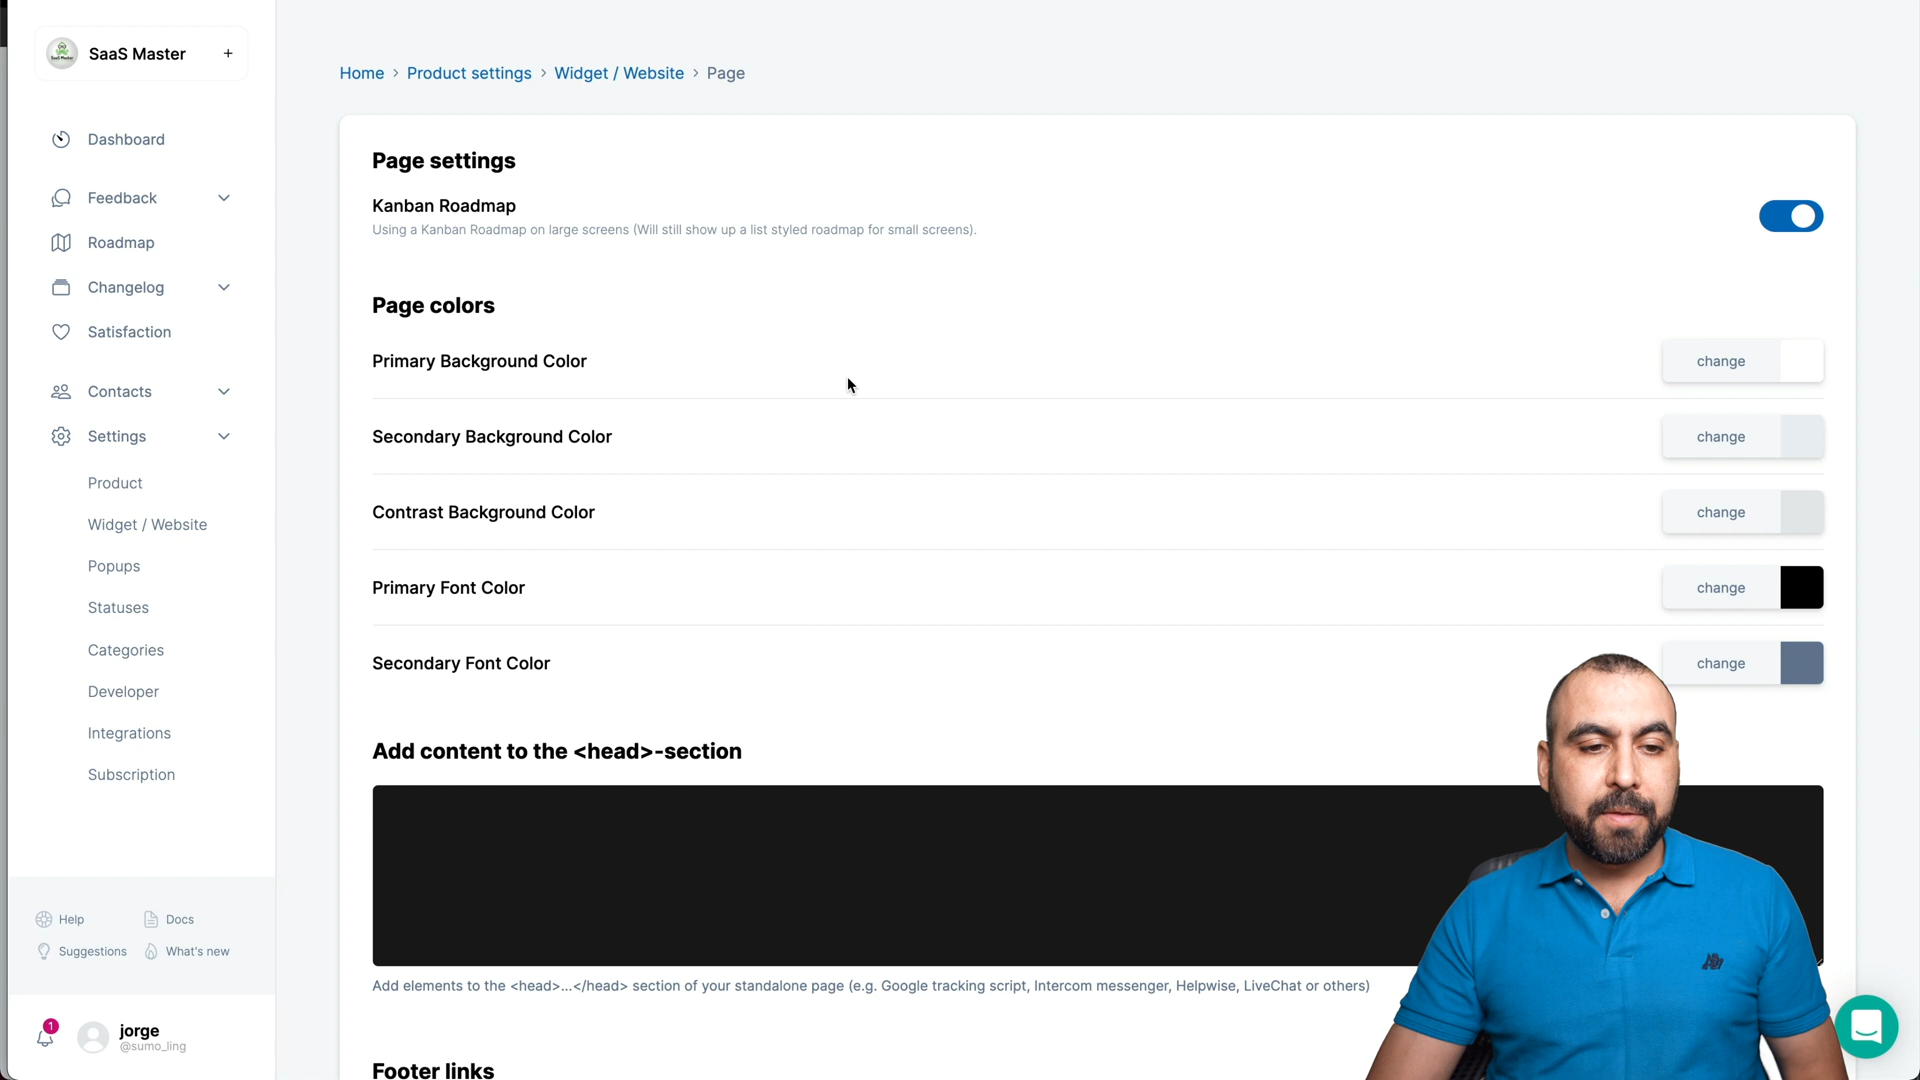 SaaS Master +
Dashboard
Feedback
Roadmap
Changelog
Satisfaction
Contacts
Settings
Product
Widget / Website
Popups
Statuses
Categories
Developer
Integrations
Subscription
Help
Docs
Suggestions
What's new
1
jorge
@sumo_ling
Home > Product settings > Widget / Website > Page
Page settings
Kanban Roadmap
Using a Kanban Roadmap on large screens (Will still show up a list styled roadmap for small screens).
Page colors
Primary Background Color
change
Secondary Background Color
change
Contrast Background Color
change
Primary Font Color
change
Secondary Font Color
change
Add content to the <head>-section
Add elements to the <head>...</head> section of your standalone page (e.g. Google tracking script, Intercom messenger, Helpwise, LiveChat or others)
Footer links